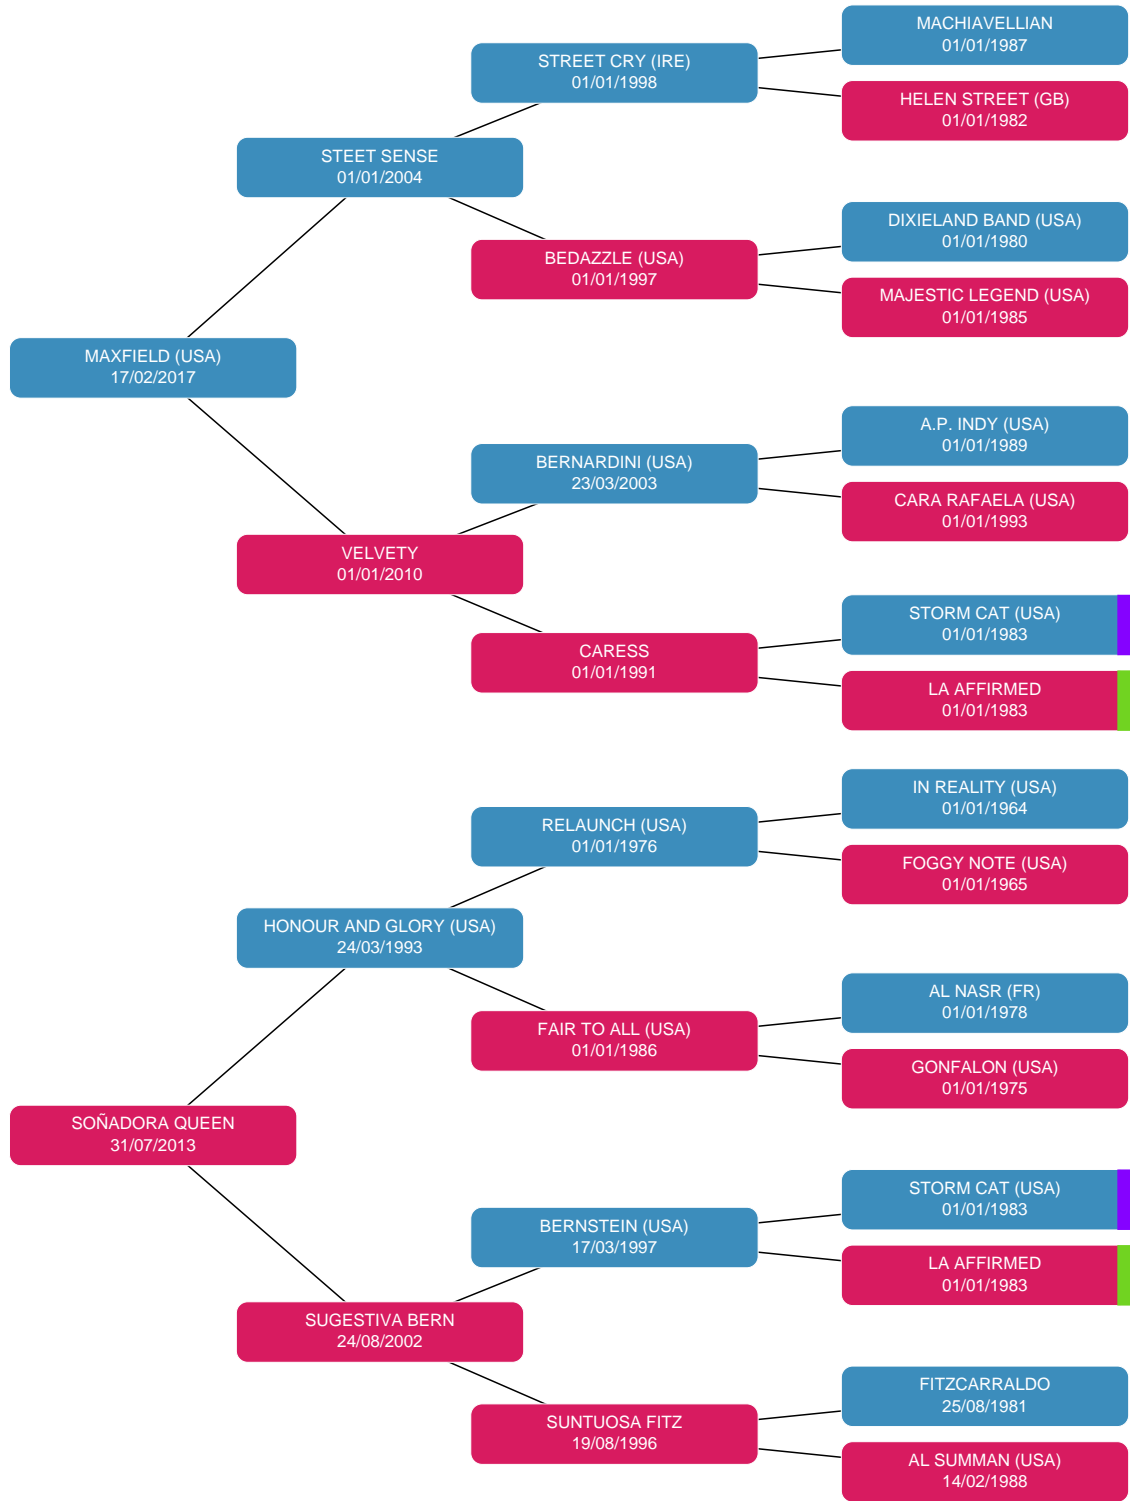 MACHIAVELLIAN
01/01/1987
STREET CRY (IRE)
01/01/1998
HELEN STREET (GB)
01/01/1982
STEET SENSE
01/01/2004
DIXIELAND BAND (USA)
01/01/1980
BEDAZZLE (USA)
01/01/1997
MAJESTIC LEGEND (USA)
01/01/1985
MAXFIELD (USA)
17/02/2017
A.P. INDY (USA)
01/01/1989
BERNARDINI (USA)
23/03/2003
CARA RAFAELA (USA)
01/01/1993
VELVETY
01/01/2010
STORM CAT (USA)
01/01/1983
CARESS
01/01/1991
LA AFFIRMED
01/01/1983
IN REALITY (USA)
01/01/1964
RELAUNCH (USA)
01/01/1976
FOGGY NOTE (USA)
01/01/1965
HONOUR AND GLORY (USA)
24/03/1993
AL NASR (FR)
01/01/1978
FAIR TO ALL (USA)
01/01/1986
GONFALON (USA)
01/01/1975
SOÑADORA QUEEN
31/07/2013
STORM CAT (USA)
01/01/1983
BERNSTEIN (USA)
17/03/1997
LA AFFIRMED
01/01/1983
SUGESTIVA BERN
24/08/2002
FITZCARRALDO
25/08/1981
SUNTUOSA FITZ
19/08/1996
AL SUMMAN (USA)
14/02/1988